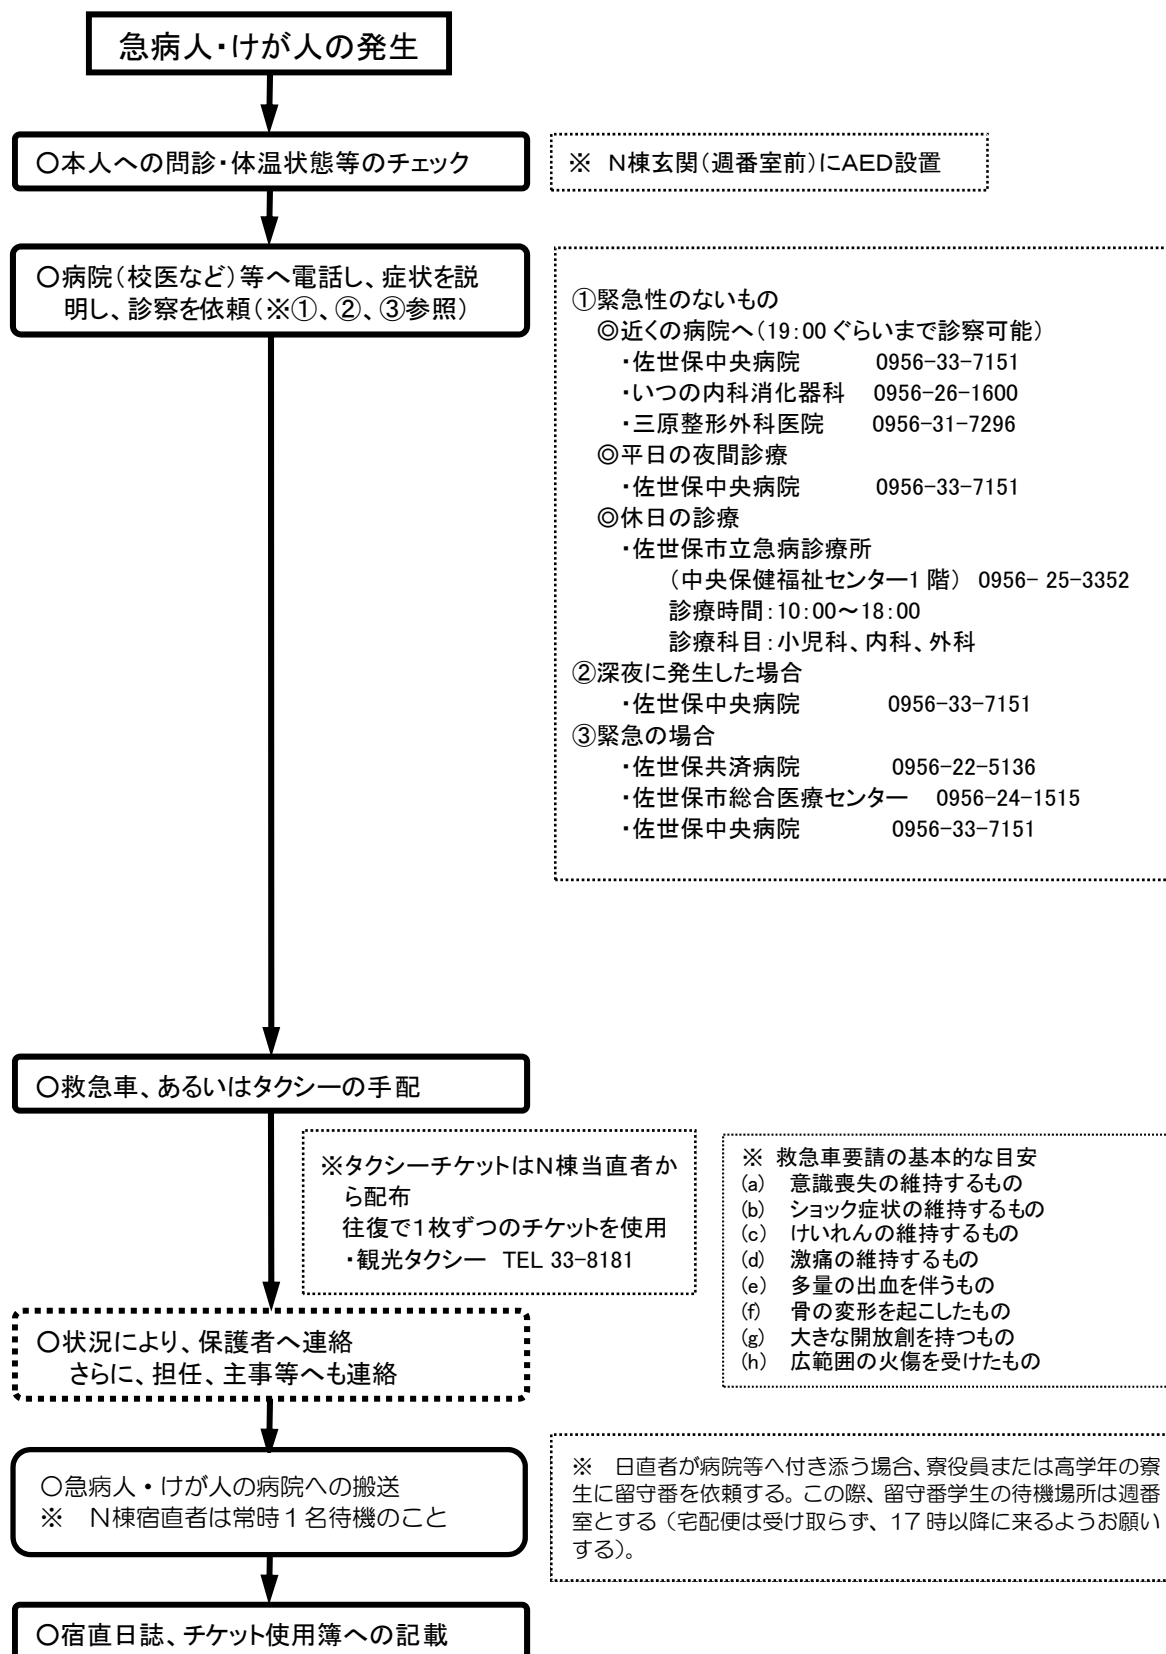 急病人・けが人の発生
○本人への問診・体温状態等のチェック
※ N棟玄関(週番室前)にAED設置
○病院(校医など)等へ電話し、症状を説
明し、診察を依頼(※①、②、③参照)
①緊急性のないもの
◎近くの病院へ(19:00 ぐらいまで診察可能)
・佐世保中央病院 0956-33-7151
・いつの内科消化器科 0956-26-1600
・三原整形外科医院 0956-31-7296
◎平日の夜間診療
・佐世保中央病院 0956-33-7151
◎休日の診療
・佐世保市立急病診療所
(中央保健福祉センター1 階) 0956- 25-3352
診療時間:10:00~18:00
診療科目:小児科、内科、外科
②深夜に発生した場合
・佐世保中央病院 0956-33-7151
③緊急の場合
・佐世保共済病院 0956-22-5136
・佐世保市総合医療センター 0956-24-1515
・佐世保中央病院 0956-33-7151
○救急車、あるいはタクシーの手配
※タクシーチケットはN棟当直者か
ら配布
往復で1枚ずつのチケットを使用
・観光タクシー TEL 33-8181
※ 救急車要請の基本的な目安
(a) 意識喪失の維持するもの
(b) ショック症状の維持するもの
(c) けいれんの維持するもの
(d) 激痛の維持するもの
(e) 多量の出血を伴うもの
(f) 骨の変形を起こしたもの
(g) 大きな開放創を持つもの
(h) 広範囲の火傷を受けたもの
○状況により、保護者へ連絡
さらに、担任、主事等へも連絡
○急病人・けが人の病院への搬送
※ N棟宿直者は常時1名待機のこと
※ 日直者が病院等へ付き添う場合、寮役員または高学年の寮
生に留守番を依頼する。この際、留守番学生の待機場所は週番
室とする(宅配便は受け取らず、17 時以降に来るようお願い
する)。
○宿直日誌、チケット使用簿への記載